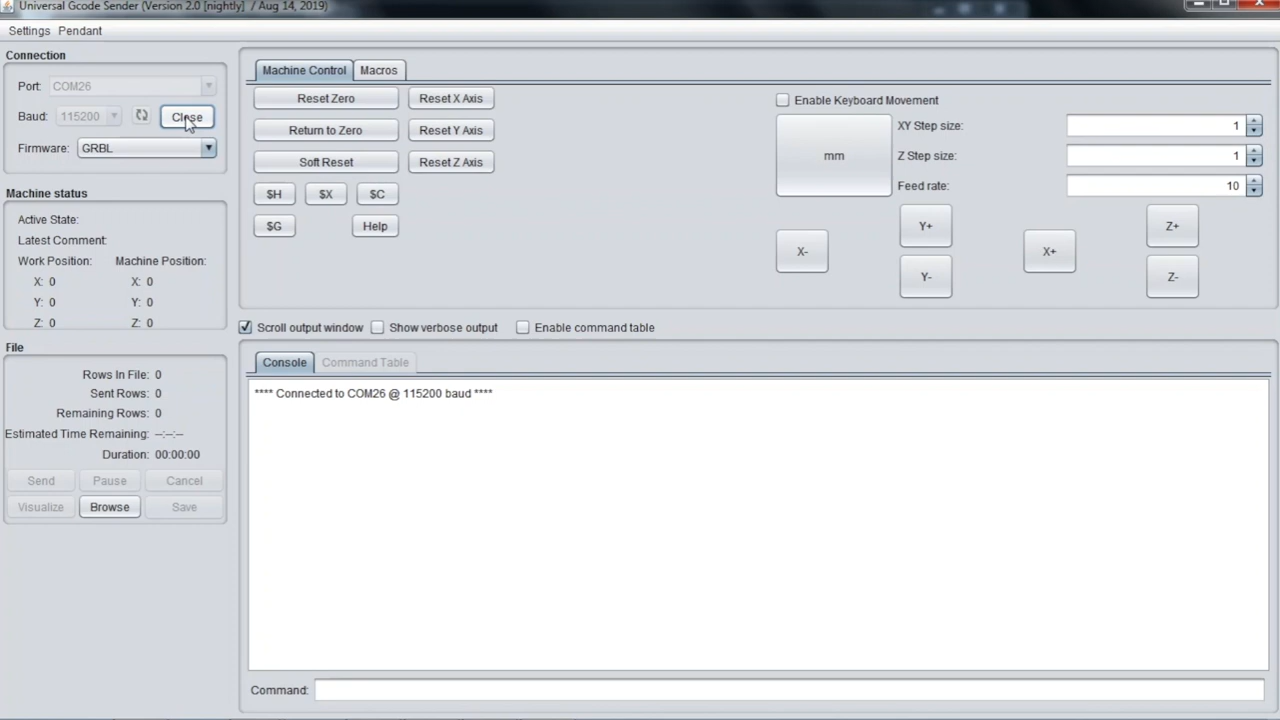 Universal Gcode Sender (Version 2.0 [nightly] / Aug 14, 2019)
Settings Pendant
Connection
Port: COM26
Baud: 115200 Close
Firmware: GRBL
Machine status
Active State:
Latest Comment:
Work Position: Machine Position:
X: 0 X: 0
Y: 0 Y: 0
Z: 0 Z: 0
File
Rows In File: 0
Sent Rows: 0
Remaining Rows: 0
Estimated Time Remaining: --:--:--
Duration: 00:00:00
Send Pause Cancel
Visualize Browse Save
Machine Control Macros
Reset Zero Reset X Axis
Return to Zero Reset Y Axis
Soft Reset Reset Z Axis
$H $X $C
$G Help
Enable Keyboard Movement
mm
XY Step size: 1
Z Step size: 1
Feed rate: 10
Y+ Z+
X- X+
Y- Z-
Scroll output window Show verbose output Enable command table
Console Command Table
**** Connected to COM26 @ 115200 baud ****
Command: